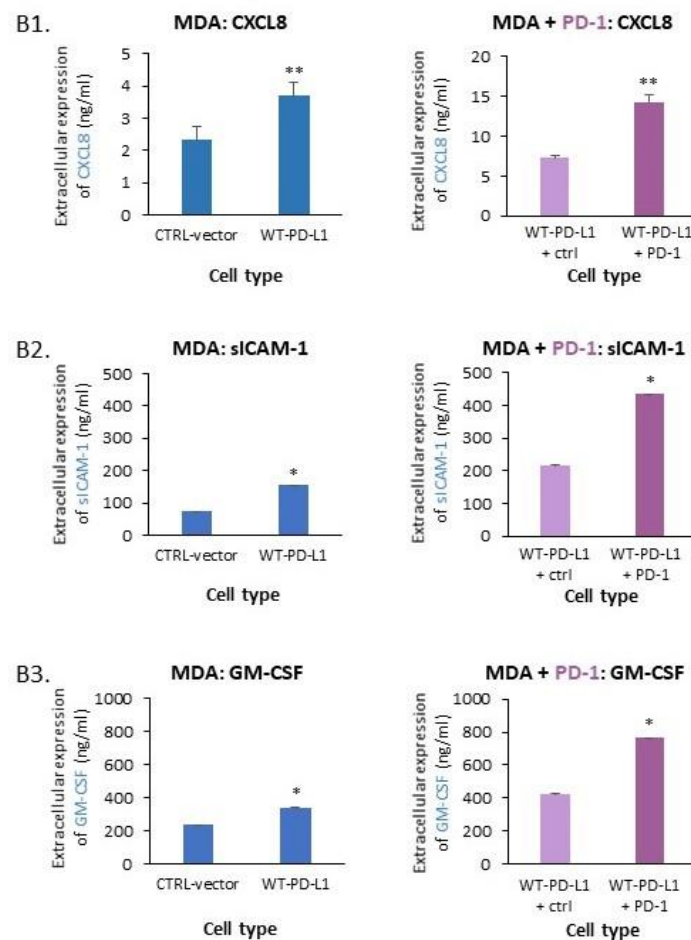 B1.
MDA: CXCL8
Extracellular expression
of CXCL8 (ng/ml)
5
4
3
2
1
0
**
CTRL-vector WT-PD-L1
Cell type
MDA + PD-1: CXCL8
Extracellular expression
of CXCL8 (ng/ml)
20
15
10
5
0
**
WT-PD-L1 WT-PD-L1
+ ctrl + PD-1
Cell type
B2.
MDA: sICAM-1
Extracellular expression
of sICAM-1 (ng/ml)
500
400
300
200
100
0
*
CTRL-vector WT-PD-L1
Cell type
MDA + PD-1: sICAM-1
Extracellular expression
of sICAM-1 (ng/ml)
500
400
300
200
100
0
*
WT-PD-L1 WT-PD-L1
+ ctrl + PD-1
Cell type
B3.
MDA: GM-CSF
Extracellular expression
of GM-CSF (ng/ml)
1000
800
600
400
200
0
*
CTRL-vector WT-PD-L1
Cell type
MDA + PD-1: GM-CSF
Extracellular expression
of GM-CSF (ng/ml)
1000
800
600
400
200
0
*
WT-PD-L1 WT-PD-L1
+ ctrl + PD-1
Cell type